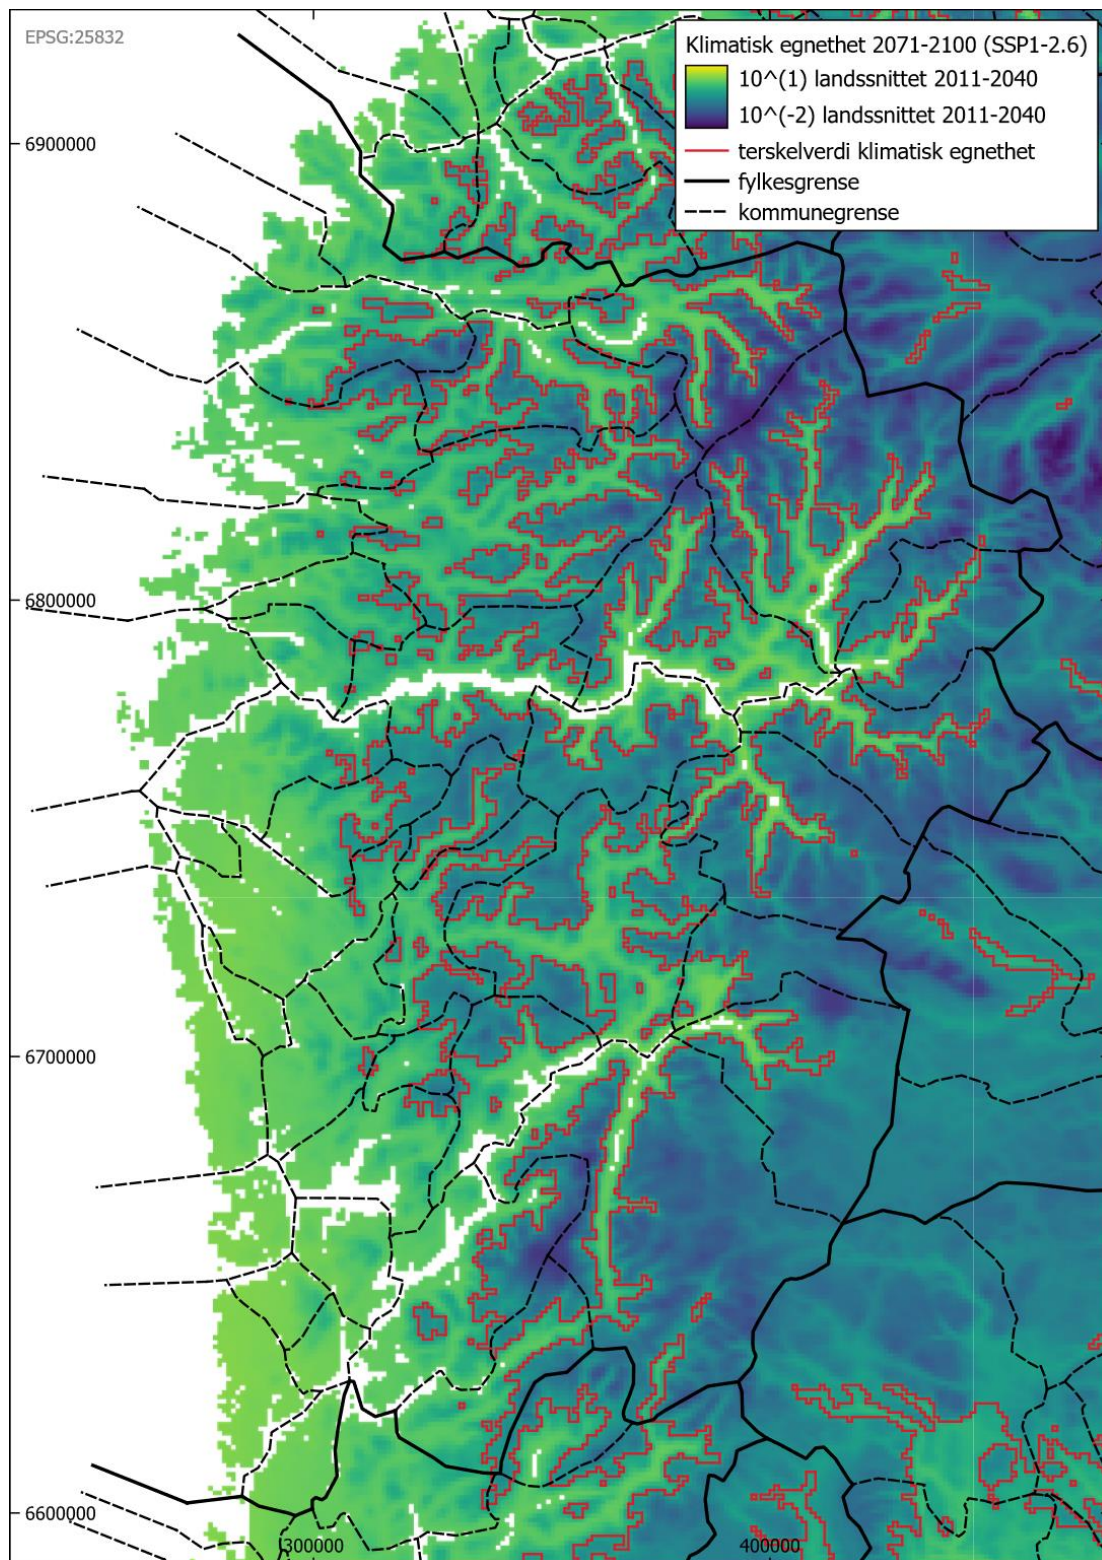 EPSG:25832
Klimatisk egnethet 2071-2100 (SSP1-2.6)
10^(1) landssnittet 2011-2040
10^(-2) landssnittet 2011-2040
terskelverdi klimatisk egnethet
fylkesgrense
kommunegrense
6900000
6800000
6700000
6600000
300000
400000